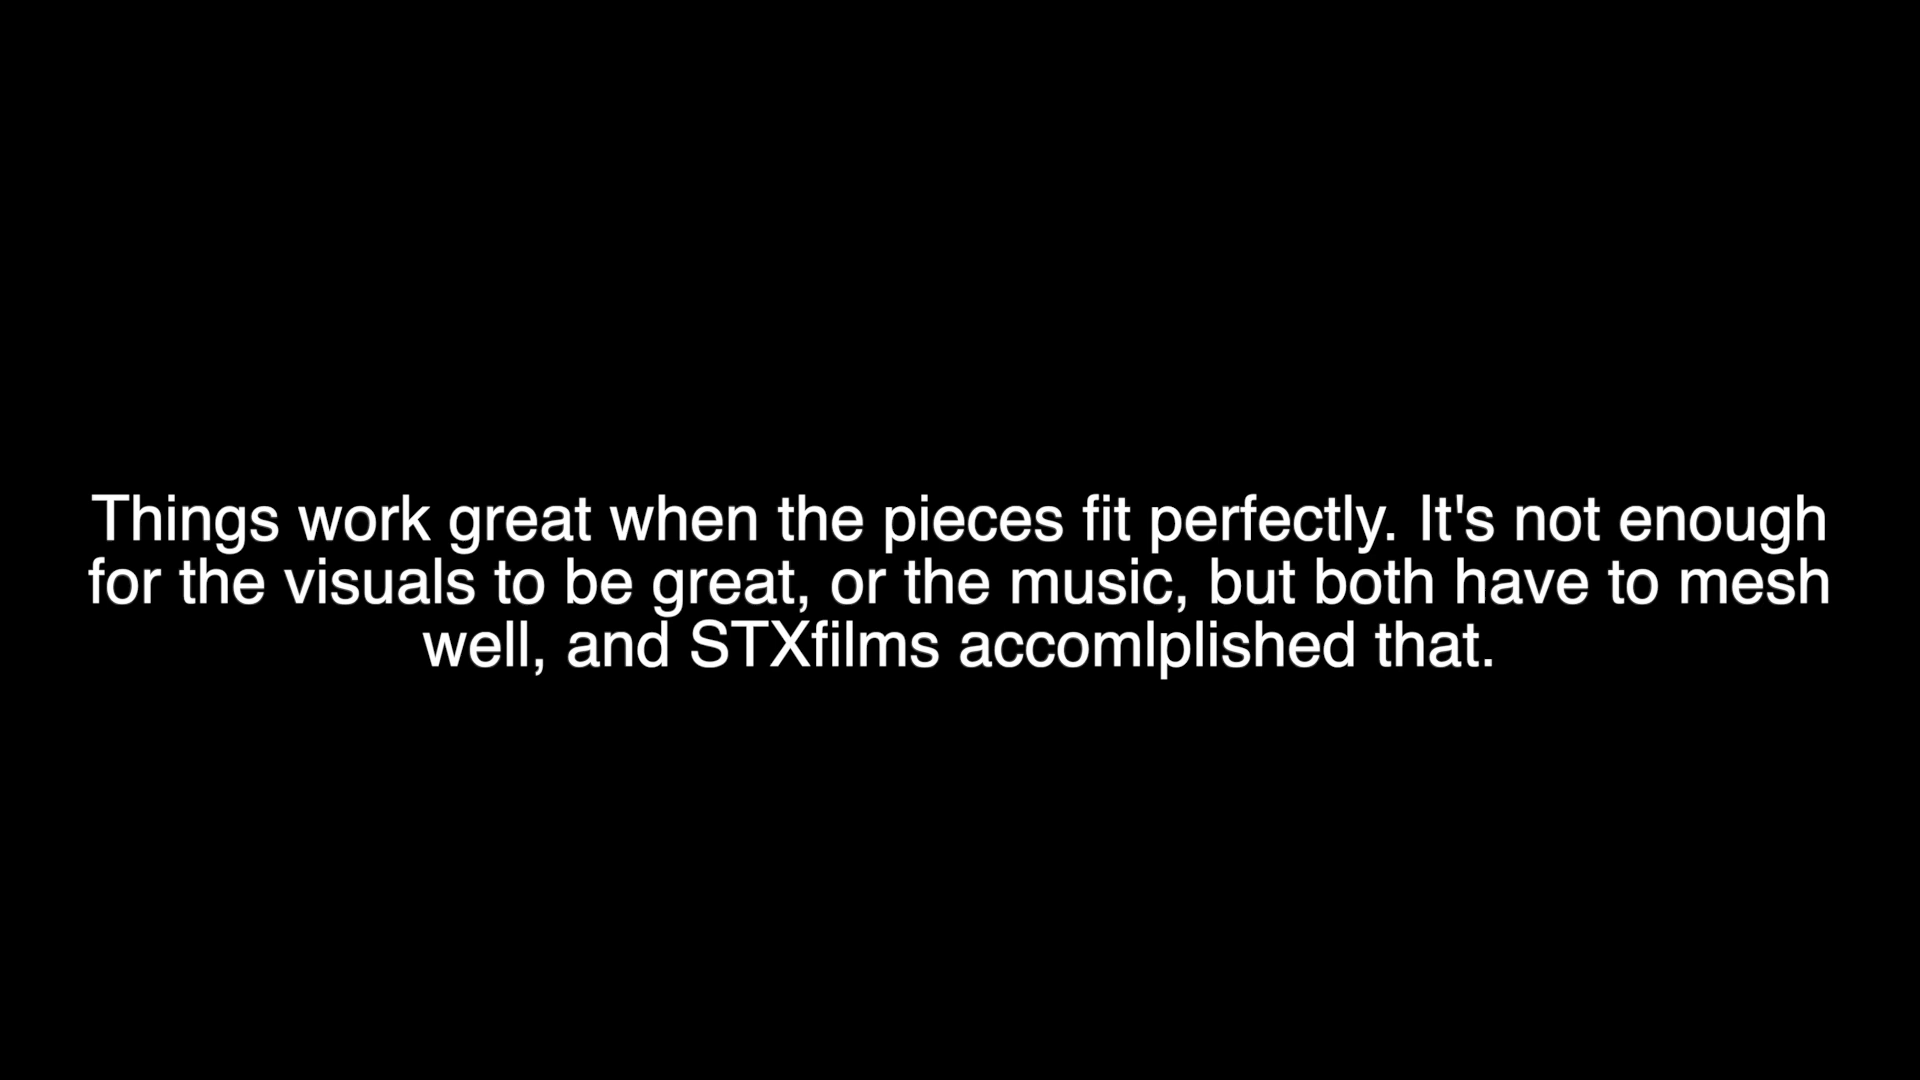 Things work great when the pieces fit perfectly. It's not enough
for the visuals to be great, or the music, but both have to mesh
well, and STXfilms accomlplished that.